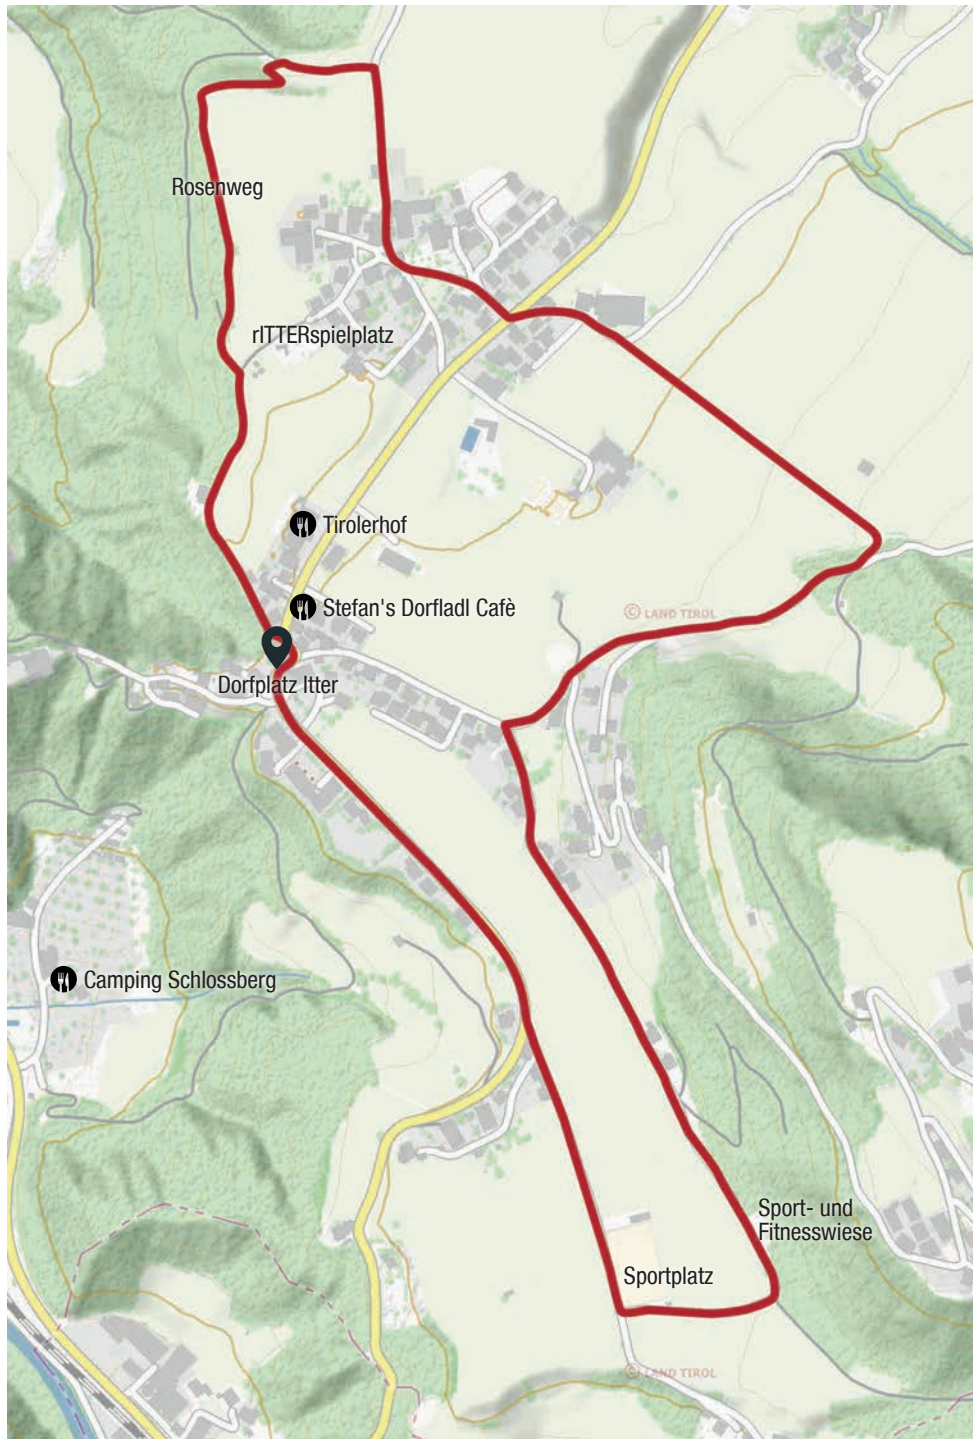 Rosenweg
rITTERspielplatz
Tirolerhof
Stefan's Dorfladl Cafè
© LAND TIROL
Dorfplatz Itter
Camping Schlossberg
Sport- und
Fitnesswiese
Sportplatz
© LAND TIROL